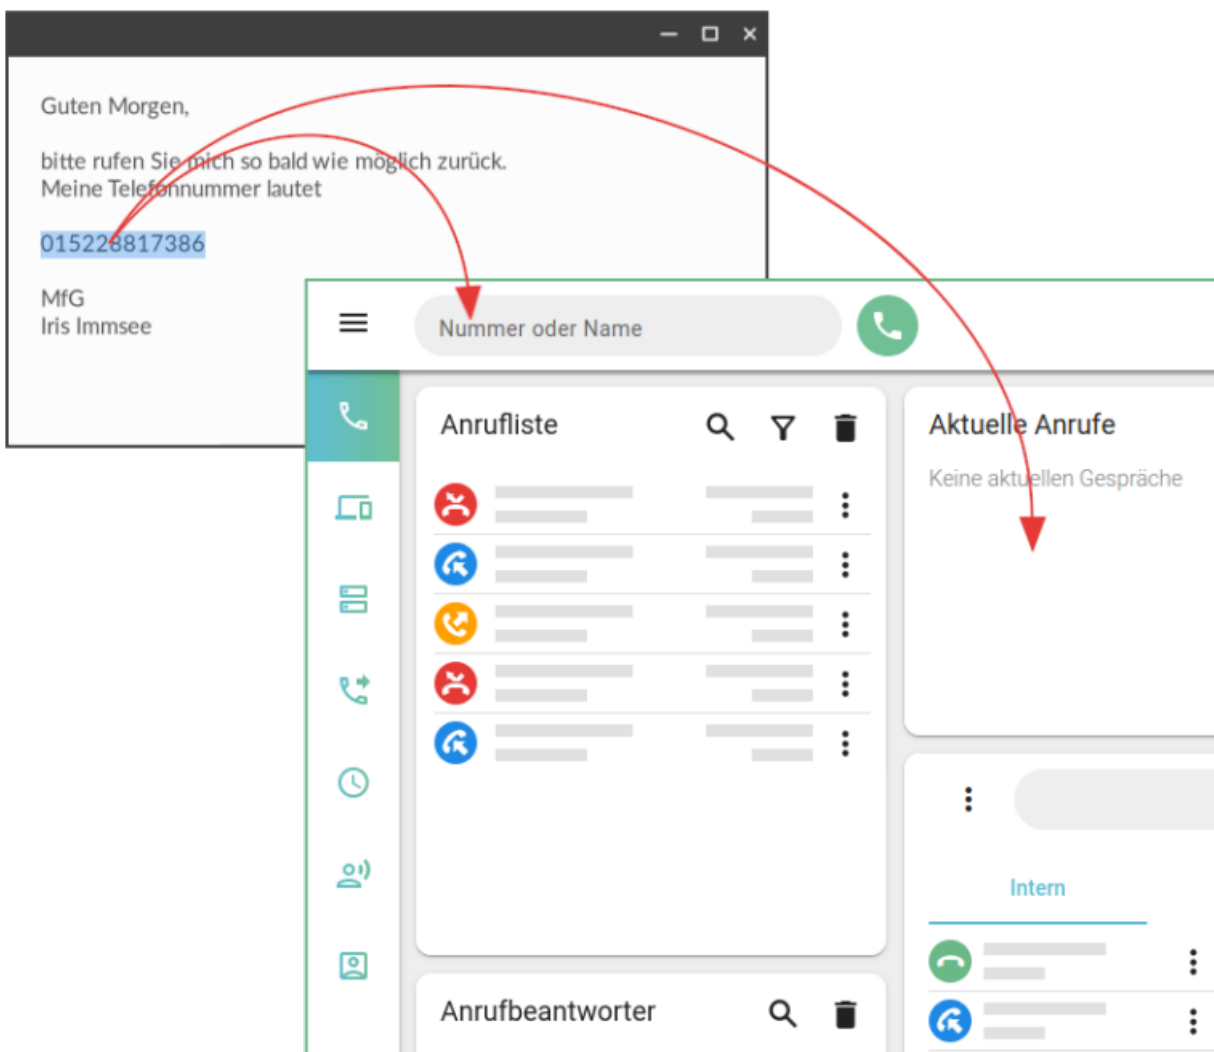 Guten Morgen,
bitte rufen Sie mich so bald wie möglich zurück.
Meine Telefonnummer lautet
015228817386
MfG
Iris Immsee
Nummer oder Name
Anrufliste
Aktuelle Anrufe
Keine aktuellen Gespräche
Intern
Anrufbeantworter